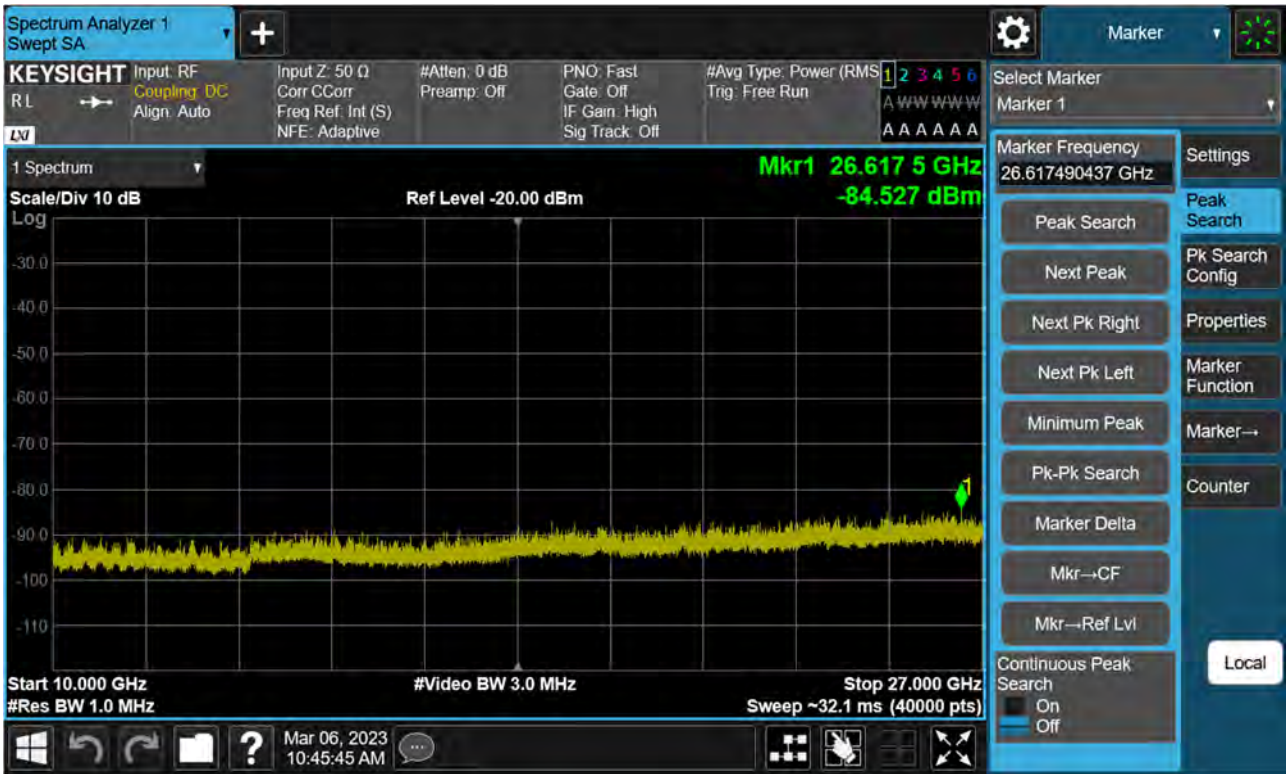 Spectrum Analyzer 1
Swept SA
+
Marker
KEYSIGHT
RL
LXI
Input: RF
Coupling: DC
Align: Auto
Input Z: 50 Ω
Corr CCorr
Freq Ref: Int (S)
NFE: Adaptive
#Atten: 0 dB
Preamp: Off
PNO: Fast
Gate: Off
IF Gain: High
Sig Track: Off
#Avg Type: Power (RMS
Trig: Free Run
1 2 3 4 5 6
A W W W W W
A A A A A A
Select Marker
Marker 1
1 Spectrum
Mkr1 26.617 5 GHz
-84.527 dBm
Scale/Div 10 dB
Ref Level -20.00 dBm
Log
-30.0
-40.0
-50.0
-60.0
-70.0
-80.0
-90.0
-100
-110
1
Start 10.000 GHz
#Video BW 3.0 MHz
Stop 27.000 GHz
#Res BW 1.0 MHz
Sweep ~32.1 ms (40000 pts)
Marker Frequency
26.617490437 GHz
Peak Search
Next Peak
Next Pk Right
Next Pk Left
Minimum Peak
Pk-Pk Search
Marker Delta
Mkr→CF
Mkr→Ref Lvl
Continuous Peak
Search
On
Off
Settings
Peak
Search
Pk Search
Config
Properties
Marker
Function
Marker→
Counter
Local
?
Mar 06, 2023
10:45:45 AM